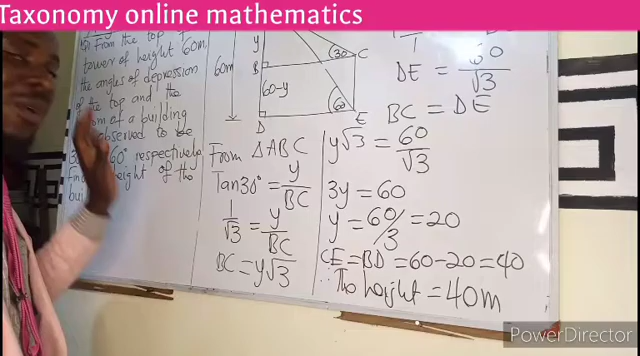 Taxonomy online mathematics
Q) From the top of
tower of height 60m
the angles of depression
of the top and the
of a building
observed to be
60° respectively
height of the
y
60m
B
60-y
D
30
C
60
E
From △ABC
Tan30° = y/BC
1/√3 = y/BC
BC = y√3
DE = 60/√3
BC = DE
y√3 = 60/√3
3y = 60
y = 60/3 = 20
CE = BD = 60-20 = 40
∴ The height = 40m
PowerDirector